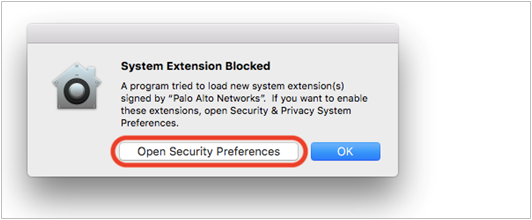 System Extension Blocked
A program tried to load new system extension(s)
signed by “Palo Alto Networks”.  If you want to enable
these extensions, open Security & Privacy System
Preferences.
Open Security Preferences
OK